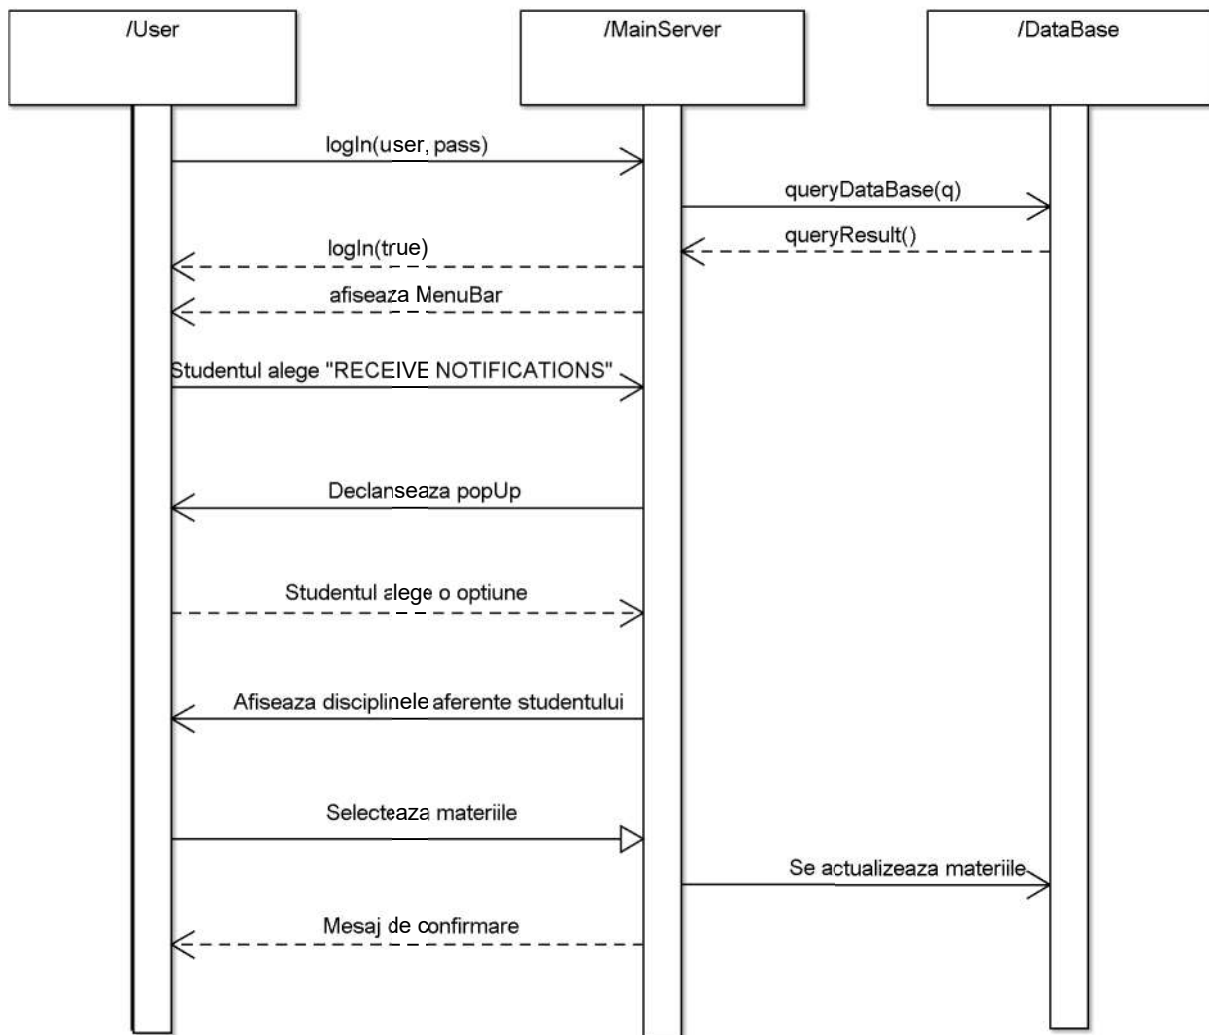 /User
/MainServer
/DataBase
logIn(user, pass)
queryDataBase(q)
queryResult()
logIn(true)
afiseaza MenuBar
Studentul alege "RECEIVE NOTIFICATIONS"
Declanseaza popUp
Studentul alege o optiune
Afiseaza disciplinele aferente studentului
Selecteaza materiile
Se actualizeaza materiile
Mesaj de confirmare